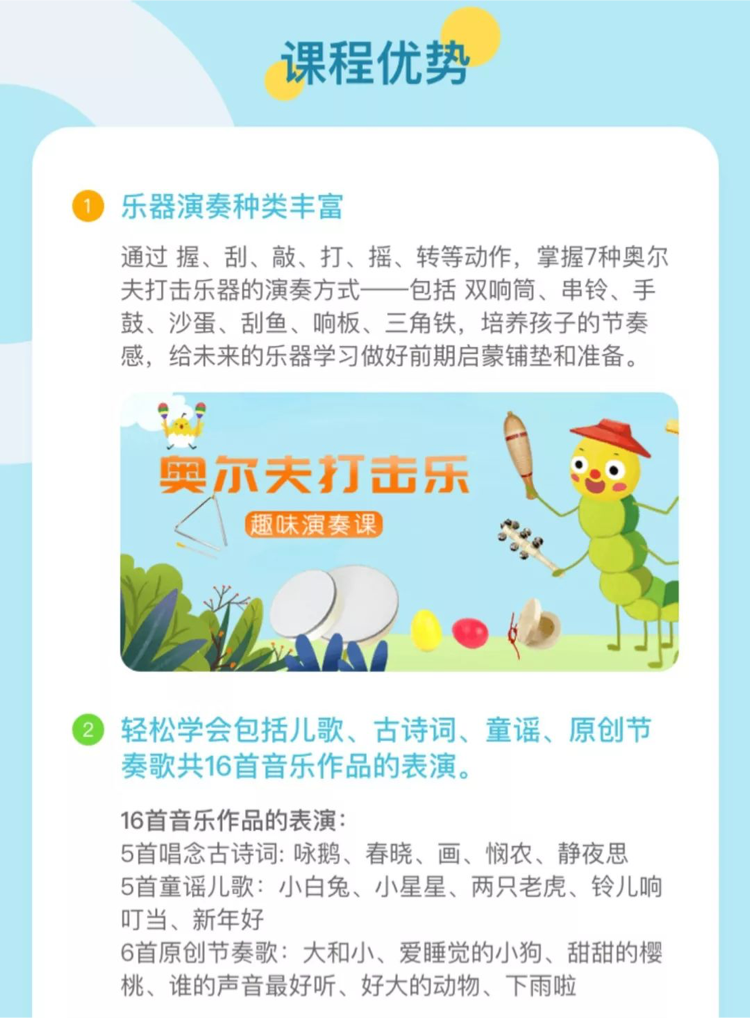 课程优势
1 乐器演奏种类丰富
通过 握、刮、敲、打、摇、转等动作，掌握7种奥尔
夫打击乐器的演奏方式——包括 双响筒、串铃、手
鼓、沙蛋、刮鱼、响板、三角铁，培养孩子的节奏
感，给未来的乐器学习做好前期启蒙铺垫和准备。
奥尔夫打击乐
趣味演奏课
2 轻松学会包括儿歌、古诗词、童谣、原创节
奏歌共16首音乐作品的表演。
16首音乐作品的表演：
5首唱念古诗词: 咏鹅、春晓、画、悯农、静夜思
5首童谣儿歌：小白兔、小星星、两只老虎、铃儿响
叮当、新年好
6首原创节奏歌：大和小、爱睡觉的小狗、甜甜的樱
桃、谁的声音最好听、好大的动物、下雨啦